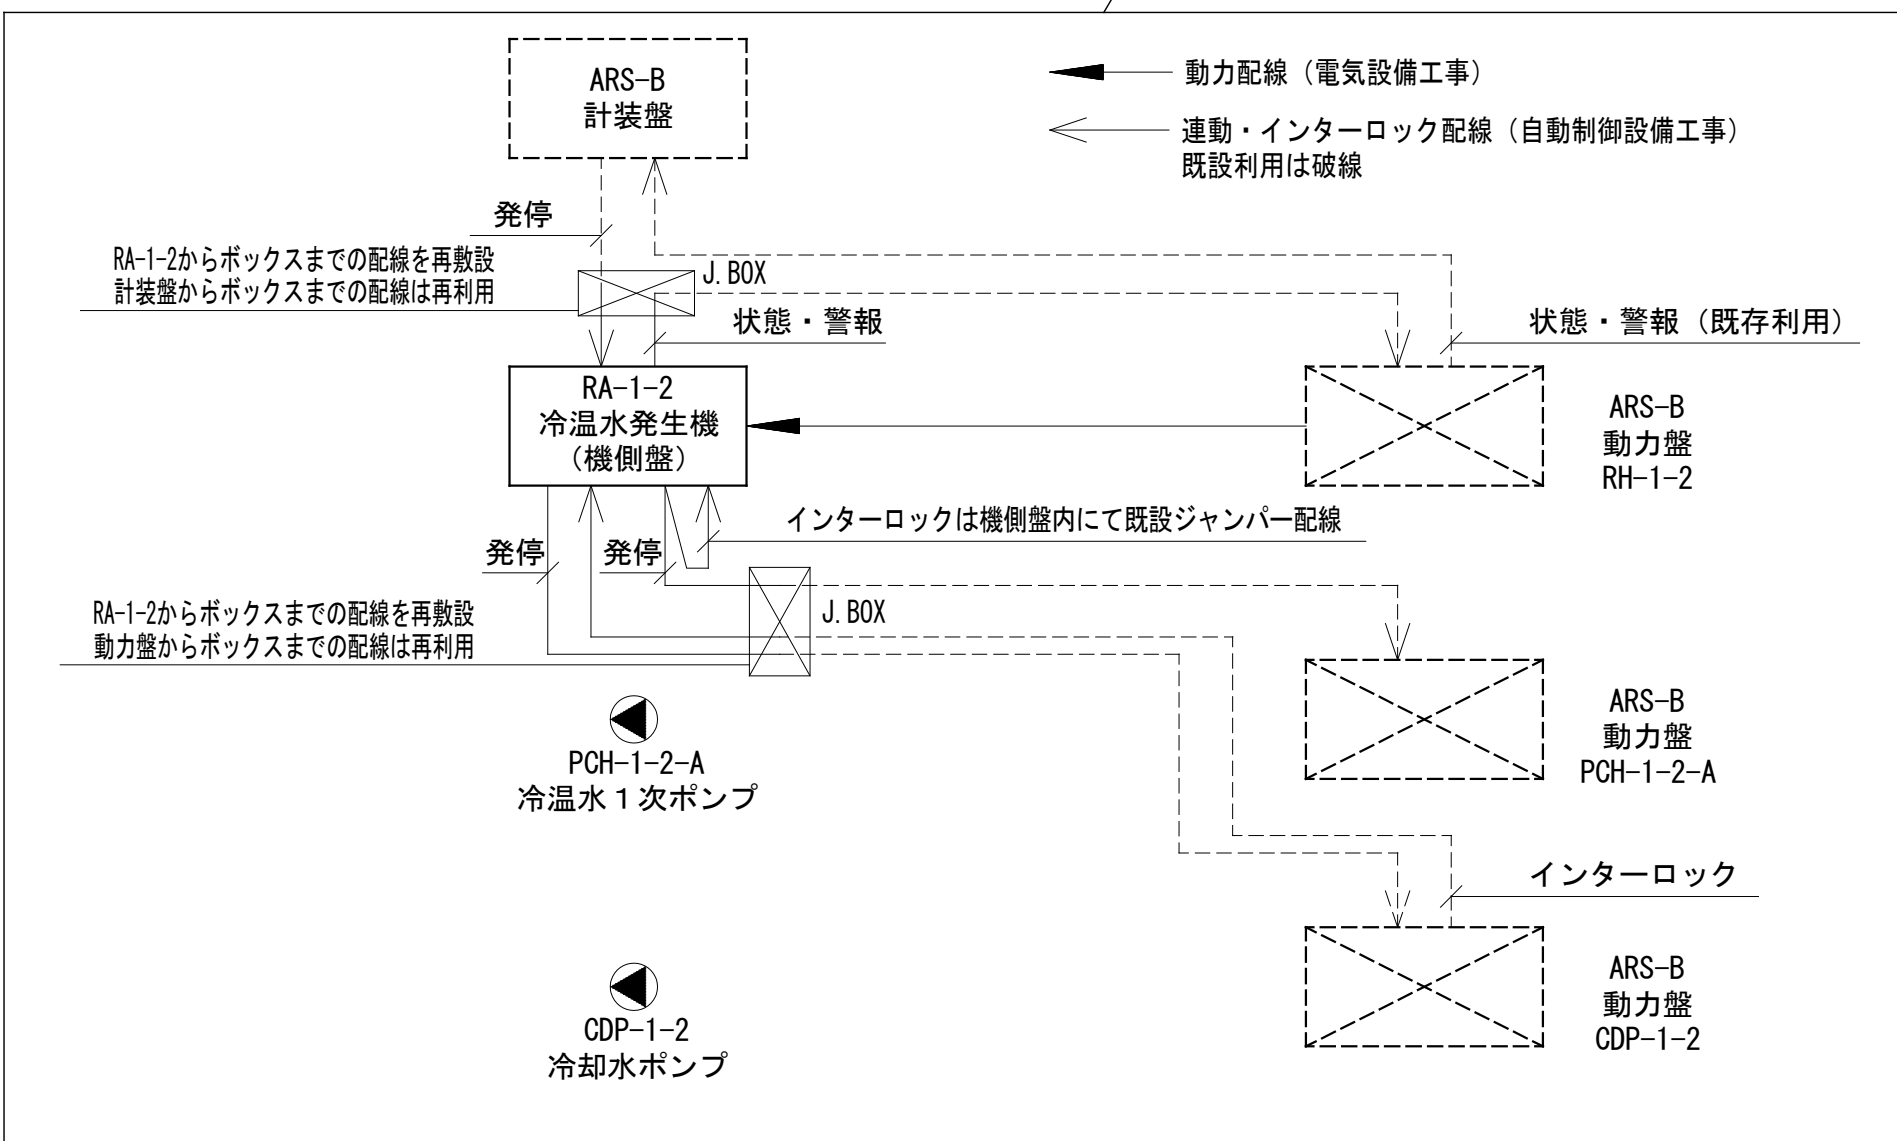 ARS-B
計装盤
動力配線（電気設備工事）
連動・インターロック配線（自動制御設備工事）
既設利用は破線
発停
RA-1-2からボックスまでの配線を再敷設
計装盤からボックスまでの配線は再利用
J.BOX
状態・警報
状態・警報（既存利用）
RA-1-2
冷温水発生機
（機側盤）
ARS-B
動力盤
RH-1-2
インターロックは機側盤内にて既設ジャンパー配線
発停
発停
RA-1-2からボックスまでの配線を再敷設
動力盤からボックスまでの配線は再利用
J.BOX
ARS-B
動力盤
PCH-1-2-A
PCH-1-2-A
冷温水１次ポンプ
インターロック
ARS-B
動力盤
CDP-1-2
CDP-1-2
冷却水ポンプ